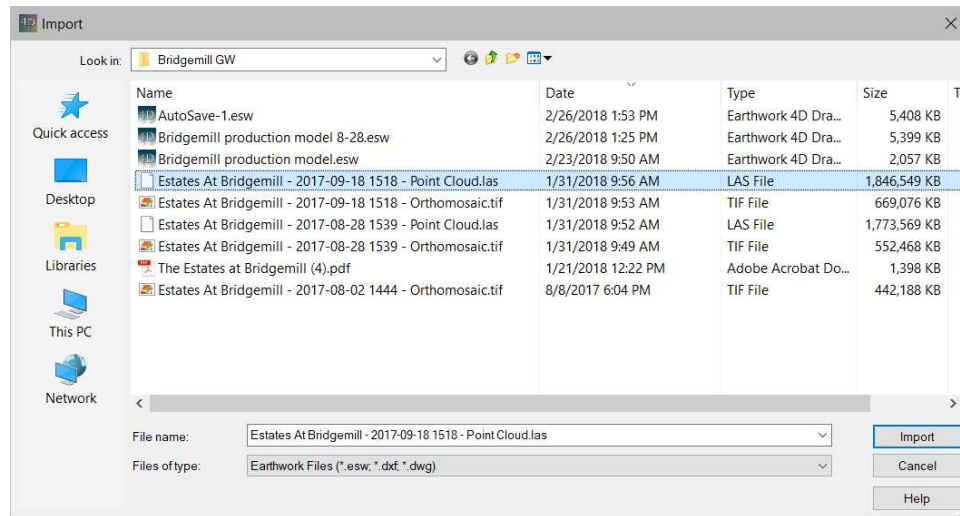 4D Import
Look in: Bridgemill GW
Name Date Type Size T
AutoSave-1.esw 2/26/2018 1:53 PM Earthwork 4D Dra... 5,408 KB
Bridgemill production model 8-28.esw 2/26/2018 1:25 PM Earthwork 4D Dra... 5,399 KB
Bridgemill production model.esw 2/23/2018 9:50 AM Earthwork 4D Dra... 2,057 KB
Estates At Bridgemill - 2017-09-18 1518 - Point Cloud.las 1/31/2018 9:56 AM LAS File 1,846,549 KB
Estates At Bridgemill - 2017-09-18 1518 - Orthomosaic.tif 1/31/2018 9:53 AM TIF File 669,076 KB
Estates At Bridgemill - 2017-08-28 1539 - Point Cloud.las 1/31/2018 9:52 AM LAS File 1,773,569 KB
Estates At Bridgemill - 2017-08-28 1539 - Orthomosaic.tif 1/31/2018 9:49 AM TIF File 552,468 KB
The Estates at Bridgemill (4).pdf 1/21/2018 12:22 PM Adobe Acrobat Do... 1,398 KB
Estates At Bridgemill - 2017-08-02 1444 - Orthomosaic.tif 8/8/2017 6:04 PM TIF File 442,188 KB
Quick access
Desktop
Libraries
This PC
Network
File name: Estates At Bridgemill - 2017-09-18 1518 - Point Cloud.las Import
Files of type: Earthwork Files (*.esw; *.dxf; *.dwg) Cancel
Help